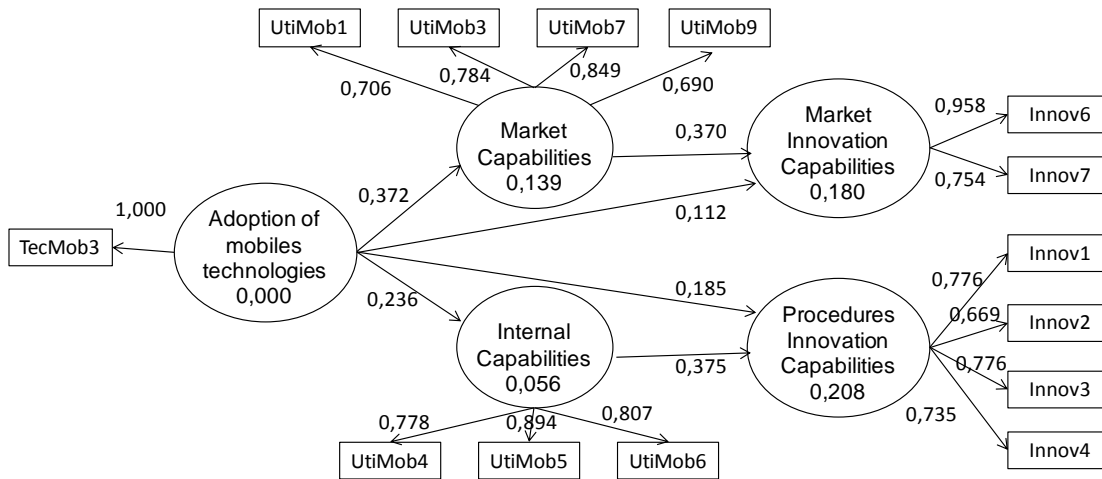 UtiMob1
UtiMob3
UtiMob7
UtiMob9
0,706
0,784
0,849
0,690
Market
Capabilities
0,139
0,370
Market
Innovation
Capabilities
0,180
0,958
0,754
Innov6
Innov7
0,372
0,112
1,000
TecMob3
Adoption of
mobiles
technologies
0,000
0,236
0,185
Internal
Capabilities
0,056
0,375
Procedures
Innovation
Capabilities
0,208
0,776
0,669
0,776
0,735
Innov1
Innov2
Innov3
Innov4
0,778
0,894
0,807
UtiMob4
UtiMob5
UtiMob6